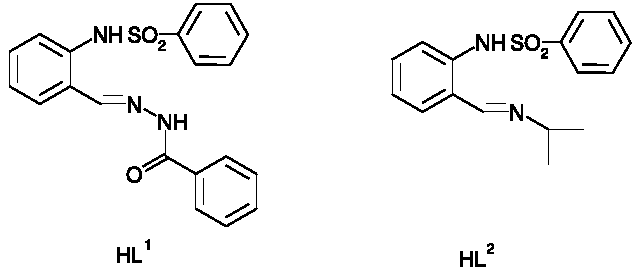 NH SO₂
N
NH
O
HL¹
NH SO₂
N
HL²